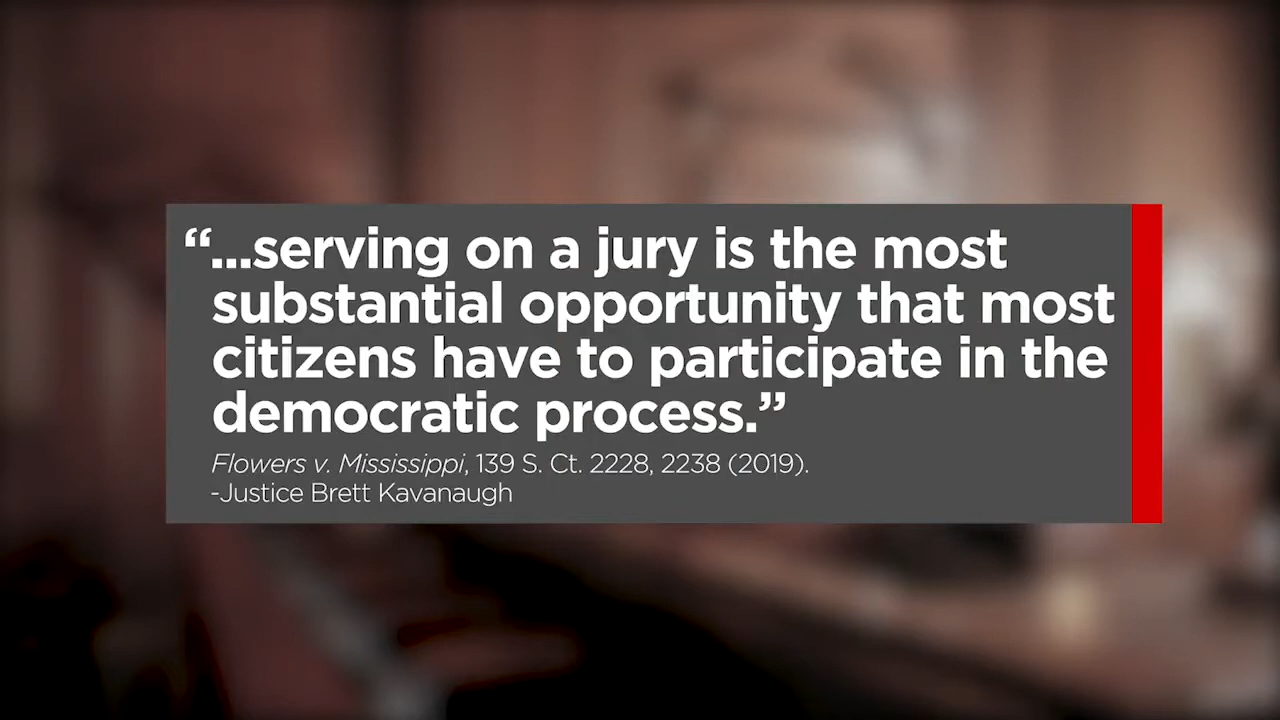 “...serving on a jury is the most
substantial opportunity that most
citizens have to participate in the
democratic process.”
Flowers v. Mississippi, 139 S. Ct. 2228, 2238 (2019).
-Justice Brett Kavanaugh